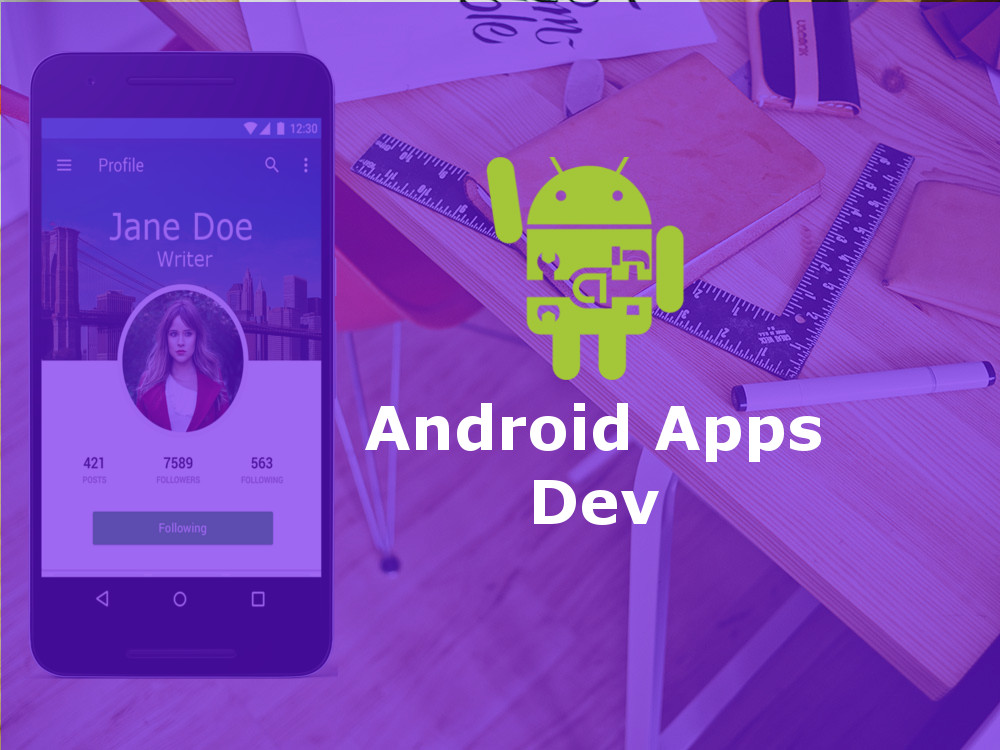 12:30
Profile
Jane Doe
Writer
421 7589 563
POSTS FOLLOWERS FOLLOWING
Following
Android Apps
Dev